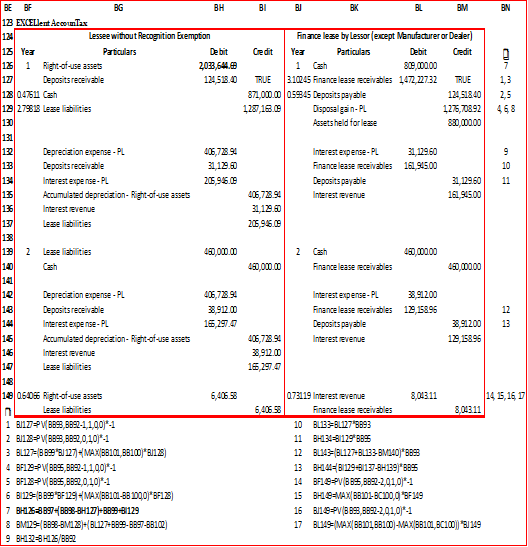 BE BF BG BH BI BJ BK BL BM BN
123 EXCELlent AccounTax
124 Lessee without Recognition Exemption Finance lease by Lessor (except Manufacturer or Dealer)
125 Year Particulars Debit Credit Year Particulars Debit Credit
126 1 Right-of-use assets 2,033,644.69 1 Cash 809,000.00 7
127 Deposits receivable 124,518.40 TRUE 3.10245 Finance lease receivables 1,472,227.32 TRUE 1, 3
128 0.47611 Cash 871,000.00 0.59345 Deposits payable 124,518.40 2, 5
129 2.79818 Lease liabilities 1,287,163.09 Disposal gain - PL 1,276,708.92 4, 6, 8
130 Assets held for lease 880,000.00
131
132 Depreciation expense - PL 406,728.94 Interest expense - PL 31,129.60 9
133 Deposits receivable 31,129.60 Finance lease receivables 161,945.00 10
134 Interest expense - PL 205,946.09 Deposits payable 31,129.60 11
135 Accumulated depreciation - Right-of-use assets 406,728.94 Interest revenue 161,945.00
136 Interest revenue 31,129.60
137 Lease liabilities 205,946.09
138
139 2 Lease liabilities 460,000.00 2 Cash 460,000.00
140 Cash 460,000.00 Finance lease receivables 460,000.00
141
142 Depreciation expense - PL 406,728.94 Interest expense - PL 38,912.00
143 Deposits receivable 38,912.00 Finance lease receivables 129,158.96 12
144 Interest expense - PL 165,297.47 Deposits payable 38,912.00 13
145 Accumulated depreciation - Right-of-use assets 406,728.94 Interest revenue 129,158.96
146 Interest revenue 38,912.00
147 Lease liabilities 165,297.47
148
149 0.64066 Right-of-use assets 6,406.58 0.73119 Interest revenue 8,043.11 14, 15, 16, 17
Lease liabilities 6,406.58 Finance lease receivables 8,043.11
1 BJ127=PV(BB93,BB92-1,1,0,0)*-1 10 BL133=BL127*BB93
2 BJ128=PV(BB93,BB92,0,1,0)*-1 11 BH134=BI129*BB95
3 BL127=(BB99*BJ127)+(MAX(BB101,BB100)*BJ128) 12 BL143=(BL127+BL133-BM140)*BB93
4 BF129=PV(BB95,BB92-1,1,0,0)*-1 13 BH144=(BI129+BI137-BH139)*BB95
5 BF128=PV(BB95,BB92,0,1,0)*-1 14 BF149=PV(BB95,BB92-2,0,1,0)*-1
6 BI129=(BB99*BF129)+(MAX(BB101-BB100,0)*BF128) 15 BH149=MAX(BB101-BC100,0)*BF149
7 BH126=BB97+(BB98-BH127)+BB99+BI129 16 BJ149=PV(BB93,BB92-2,0,1,0)*-1
8 BM129=(BB98-BM128)+(BL127+BB99-BB97-BB102) 17 BL149=(MAX(BB101,BB100)-MAX(BB101,BC100))*BJ149
9 BH132=BH126/BB92